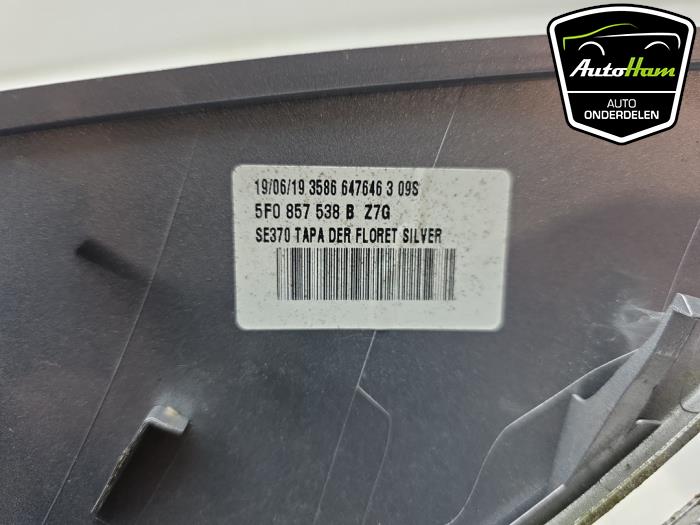 AutoHam
AUTO
ONDERDELEN
19/06/19 3586 647646 3 09S
5F0 857 538 B Z7G
SE370 TAPA DER FLORET SILVER